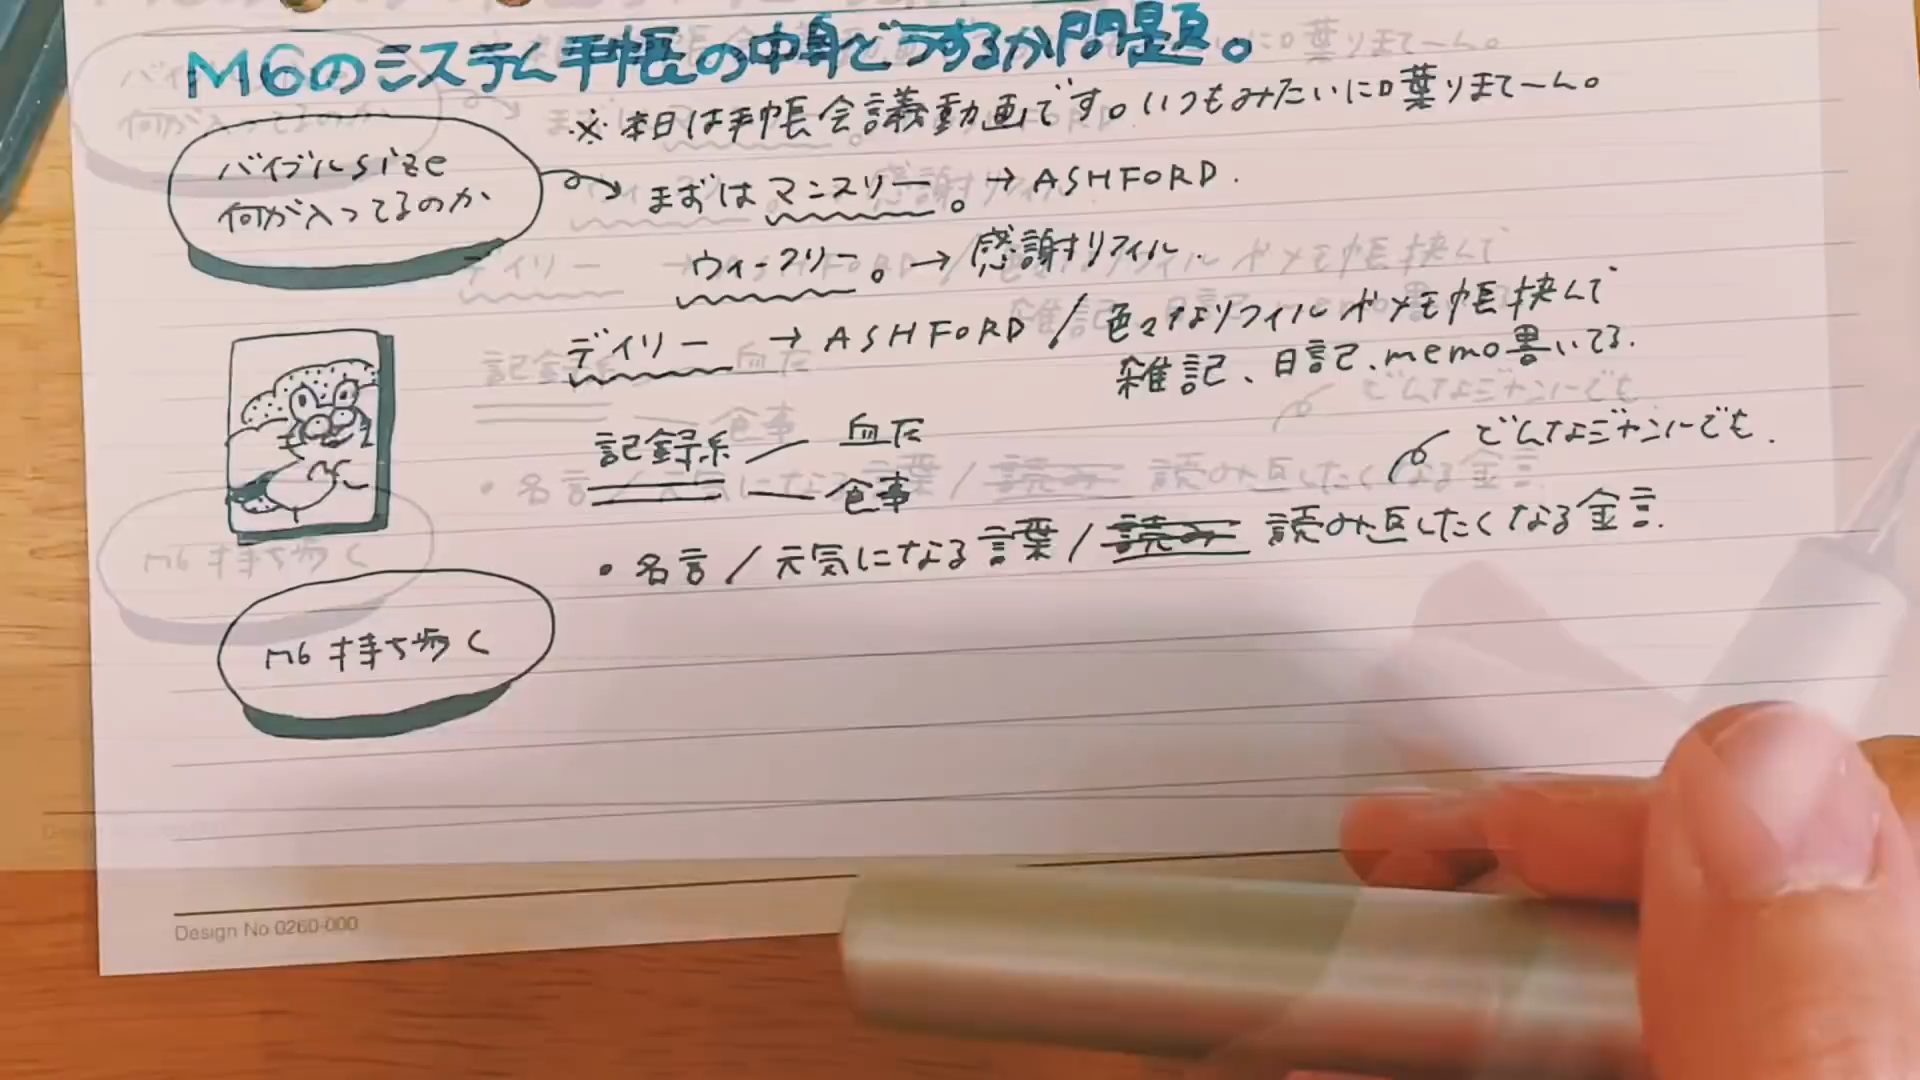 M6のシステム手帳の中身どうするか問題。
※本日は手帳会議動画です。いつもみたいに口葉りませーん。
バイブルsize
何が入ってるのか
まずはマンスリー。→ASHFORD.
ウィークリー。→感謝リフィル.
デイリー →ASHFORD/色々なリフィルやメモ帳挟んで
雑記、日記、memo書いてる.
記録系 血圧
食事
どんなジャンルでも.
・名言/元気になる言葉/読み 読み返したくなる金言.
M6持ち歩く
Design No 0260-000